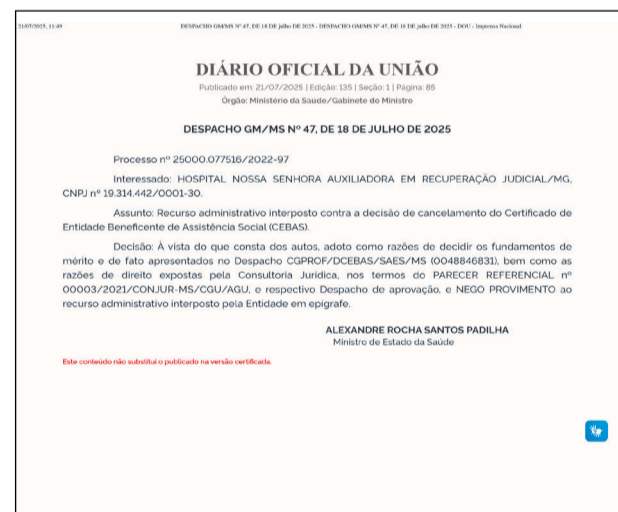 21/07/2025, 11:49 DESPACHO GM/MS Nº 47, DE 18 DE julho DE 2025 - DESPACHO GM/MS Nº 47, DE 18 DE julho DE 2025 - DOU - Imprensa Nacional
DIÁRIO OFICIAL DA UNIÃO
Publicado em: 21/07/2025 | Edição: 135 | Seção: 1 | Página: 85
Órgão: Ministério da Saúde/Gabinete do Ministro
DESPACHO GM/MS Nº 47, DE 18 DE JULHO DE 2025
Processo nº 25000.077516/2022-97
Interessado: HOSPITAL NOSSA SENHORA AUXILIADORA EM RECUPERAÇÃO JUDICIAL/MG,
CNPJ nº 19.314.442/0001-30.
Assunto: Recurso administrativo interposto contra a decisão de cancelamento do Certificado de
Entidade Beneficente de Assistência Social (CEBAS).
Decisão: À vista do que consta dos autos, adoto como razões de decidir os fundamentos de
mérito e de fato apresentados no Despacho CGPROF/DCEBAS/SAES/MS (0048846831), bem como as
razões de direito expostas pela Consultoria Jurídica, nos termos do PARECER REFERENCIAL nº
00003/2021/CONJUR-MS/CGU/AGU, e respectivo Despacho de aprovação, e NEGO PROVIMENTO ao
recurso administrativo interposto pela Entidade em epígrafe.
ALEXANDRE ROCHA SANTOS PADILHA
Ministro de Estado da Saúde
Este conteúdo não substitui o publicado na versão certificada.